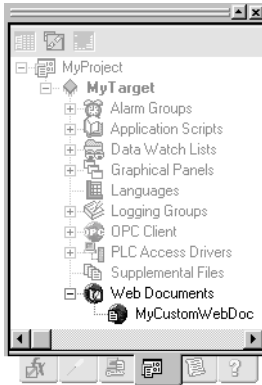 MyProject
MyTarget
Alarm Groups
Application Scripts
Data Watch Lists
Graphical Panels
Languages
Logging Groups
OPC Client
PLC Access Drivers
Supplemental Files
Web Documents
MyCustomWebDoc